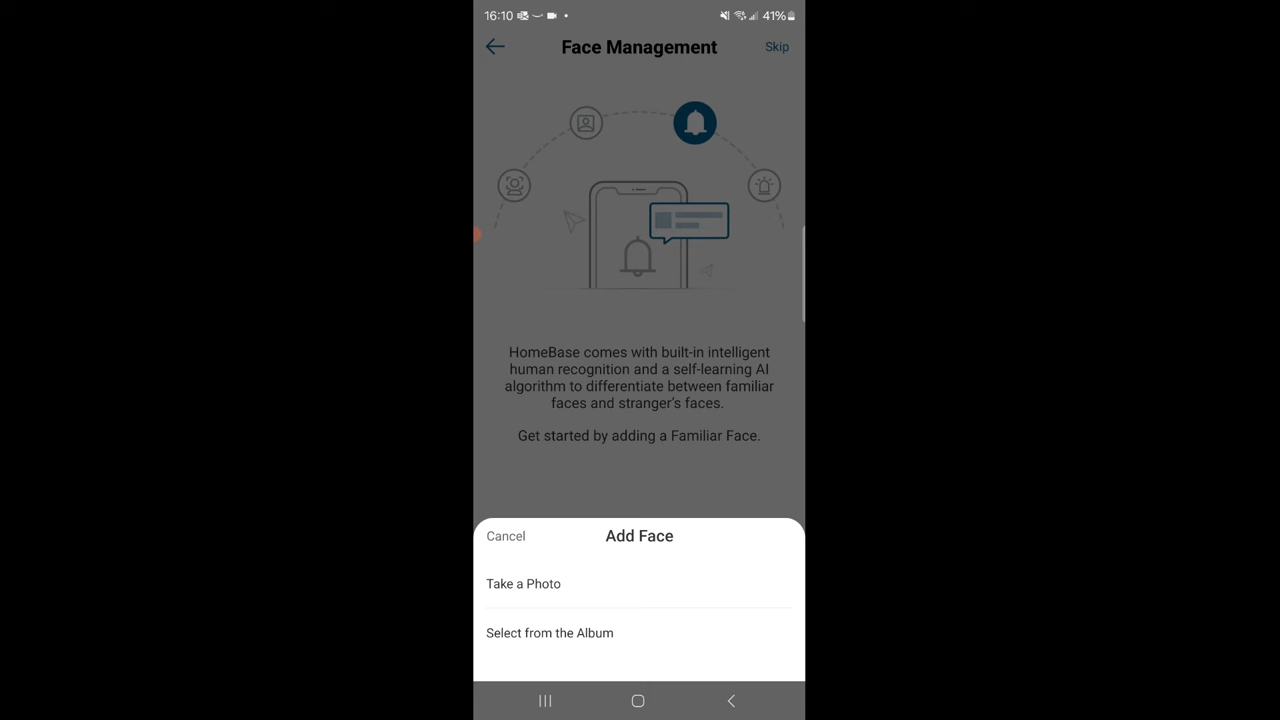 16:10 41%
Face Management Skip
HomeBase comes with built-in intelligent
human recognition and a self-learning AI
algorithm to differentiate between familiar
faces and stranger's faces.
Get started by adding a Familiar Face.
Cancel Add Face
Take a Photo
Select from the Album